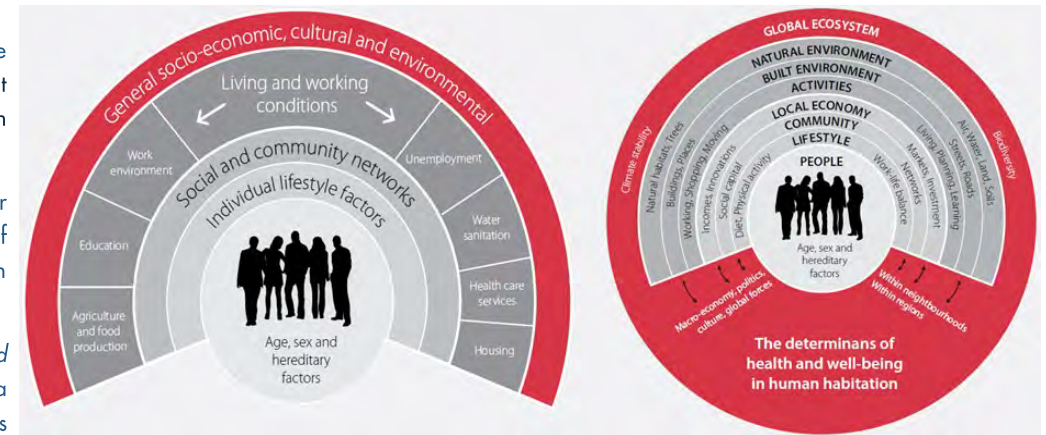 e
t
n
r
f
n
d
a
s
General socio-economic, cultural and environmental
Living and working
conditions
Work
environment
Unemployment
Education
Water
sanitation
Agriculture
and food
production
Health care
services
Housing
Social and community networks
Individual lifestyle factors
Age, sex and
hereditary
factors
GLOBAL ECOSYSTEM
NATURAL ENVIRONMENT
BUILT ENVIRONMENT
ACTIVITIES
LOCAL ECONOMY
COMMUNITY
LIFESTYLE
PEOPLE
Climate stability
Natural habitats, Trees
Buildings, Places
Working, Shopping, Moving
Incomes, Innovations
Social capital
Diet, Physical activity
Work-life balance
Networks
Markets, Investment
Living, Planning, Learning
Streets, Roads
Air, Water, Land, Soils
Biodiversity
Age, sex and
hereditary
factors
Macro-economy, politics,
culture, global forces
Within neighbourhoods
Within regions
The determinans of
health and well-being
in human habitation